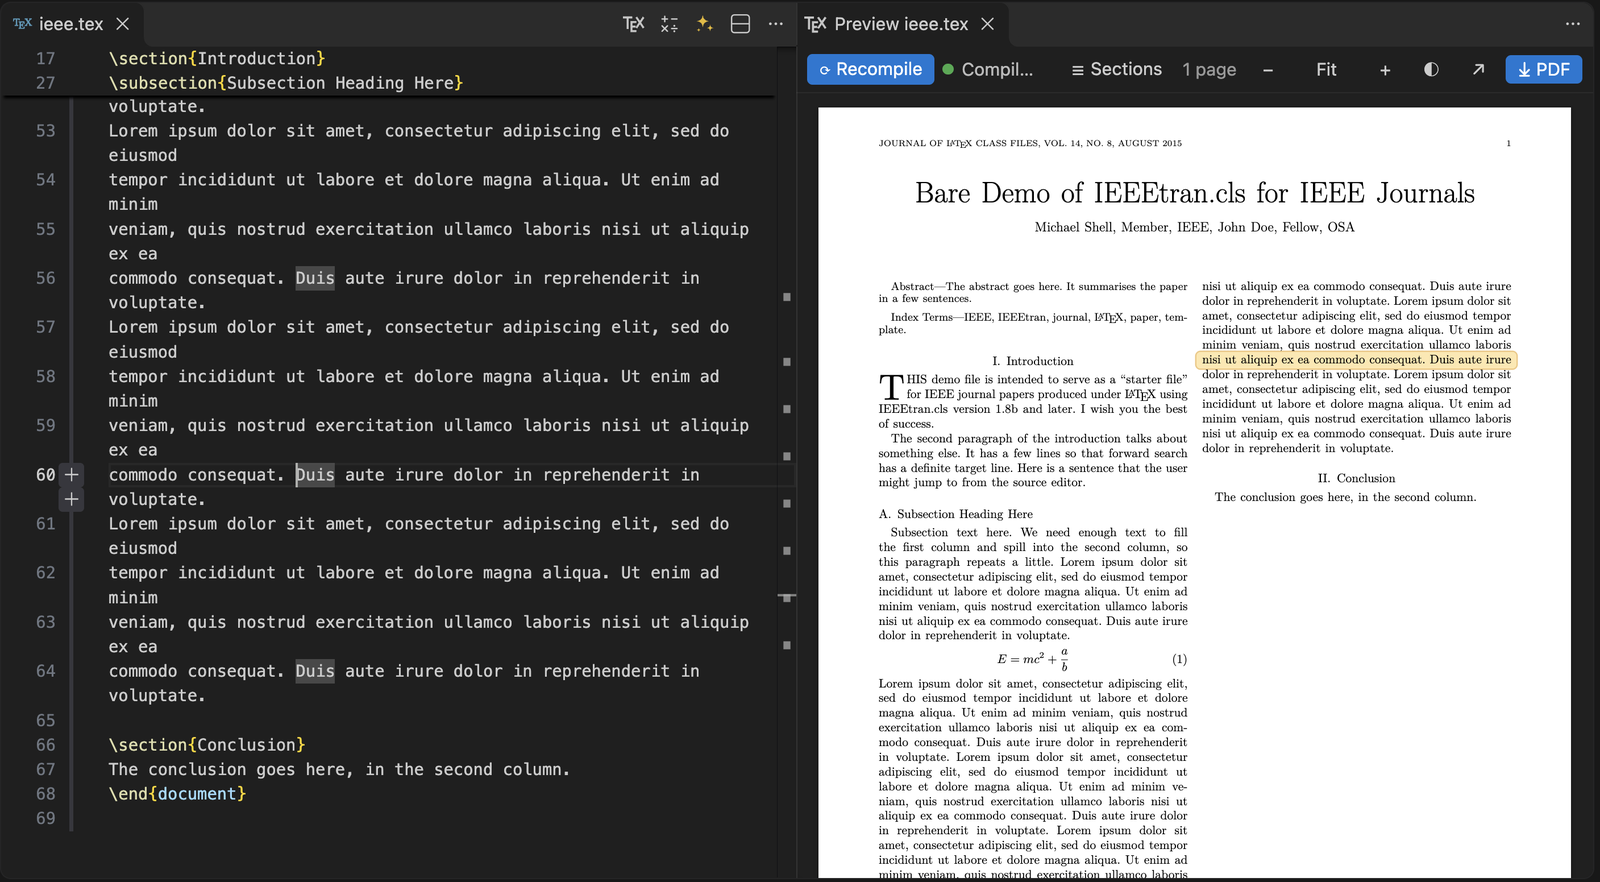 TEX ieee.tex
TEX
Preview ieee.tex
17 \section{Introduction}
27 \subsection{Subsection Heading Here}
voluptate.
53 Lorem ipsum dolor sit amet, consectetur adipiscing elit, sed do
eiusmod
54 tempor incididunt ut labore et dolore magna aliqua. Ut enim ad
minim
55 veniam, quis nostrud exercitation ullamco laboris nisi ut aliquip
ex ea
56 commodo consequat. Duis aute irure dolor in reprehenderit in
voluptate.
57 Lorem ipsum dolor sit amet, consectetur adipiscing elit, sed do
eiusmod
58 tempor incididunt ut labore et dolore magna aliqua. Ut enim ad
minim
59 veniam, quis nostrud exercitation ullamco laboris nisi ut aliquip
ex ea
60 commodo consequat. Duis aute irure dolor in reprehenderit in
voluptate.
61 Lorem ipsum dolor sit amet, consectetur adipiscing elit, sed do
eiusmod
62 tempor incididunt ut labore et dolore magna aliqua. Ut enim ad
minim
63 veniam, quis nostrud exercitation ullamco laboris nisi ut aliquip
ex ea
64 commodo consequat. Duis aute irure dolor in reprehenderit in
voluptate.
65
66 \section{Conclusion}
67 The conclusion goes here, in the second column.
68 \end{document}
69
TEX Preview ieee.tex
Recompile Compil... Sections 1 page − Fit + PDF
JOURNAL OF LATEX CLASS FILES, VOL. 14, NO. 8, AUGUST 2015 1
Bare Demo of IEEEtran.cls for IEEE Journals
Michael Shell, Member, IEEE, John Doe, Fellow, OSA
Abstract—The abstract goes here. It summarises the paper
in a few sentences.
Index Terms—IEEE, IEEEtran, journal, LATEX, paper, tem-
plate.
I. Introduction
THIS demo file is intended to serve as a “starter file”
for IEEE journal papers produced under LATEX using
IEEEtran.cls version 1.8b and later. I wish you the best
of success.
The second paragraph of the introduction talks about
something else. It has a few lines so that forward search
has a definite target line. Here is a sentence that the user
might jump to from the source editor.
A. Subsection Heading Here
Subsection text here. We need enough text to fill
the first column and spill into the second column, so
this paragraph repeats a little. Lorem ipsum dolor sit
amet, consectetur adipiscing elit, sed do eiusmod tempor
incididunt ut labore et dolore magna aliqua. Ut enim ad
minim veniam, quis nostrud exercitation ullamco laboris
nisi ut aliquip ex ea commodo consequat. Duis aute irure
dolor in reprehenderit in voluptate.
E = mc² + a/b (1)
Lorem ipsum dolor sit amet, consectetur adipiscing elit,
sed do eiusmod tempor incididunt ut labore et dolore
magna aliqua. Ut enim ad minim veniam, quis nostrud
exercitation ullamco laboris nisi ut aliquip ex ea com-
modo consequat. Duis aute irure dolor in reprehenderit
in voluptate. Lorem ipsum dolor sit amet, consectetur
adipiscing elit, sed do eiusmod tempor incididunt ut
labore et dolore magna aliqua. Ut enim ad minim ve-
niam, quis nostrud exercitation ullamco laboris nisi ut
aliquip ex ea commodo consequat. Duis aute irure dolor
in reprehenderit in voluptate. Lorem ipsum dolor sit
amet, consectetur adipiscing elit, sed do eiusmod tempor
incididunt ut labore et dolore magna aliqua. Ut enim ad
minim veniam, quis nostrud exercitation ullamco laboris
nisi ut aliquip ex ea commodo consequat. Duis aute irure
dolor in reprehenderit in voluptate. Lorem ipsum dolor sit
amet, consectetur adipiscing elit, sed do eiusmod tempor
incididunt ut labore et dolore magna aliqua. Ut enim ad
minim veniam, quis nostrud exercitation ullamco laboris
nisi ut aliquip ex ea commodo consequat. Duis aute irure
dolor in reprehenderit in voluptate. Lorem ipsum dolor sit
amet, consectetur adipiscing elit, sed do eiusmod tempor
incididunt ut labore et dolore magna aliqua. Ut enim ad
minim veniam, quis nostrud exercitation ullamco laboris
nisi ut aliquip ex ea commodo consequat. Duis aute irure
dolor in reprehenderit in voluptate.
II. Conclusion
The conclusion goes here, in the second column.